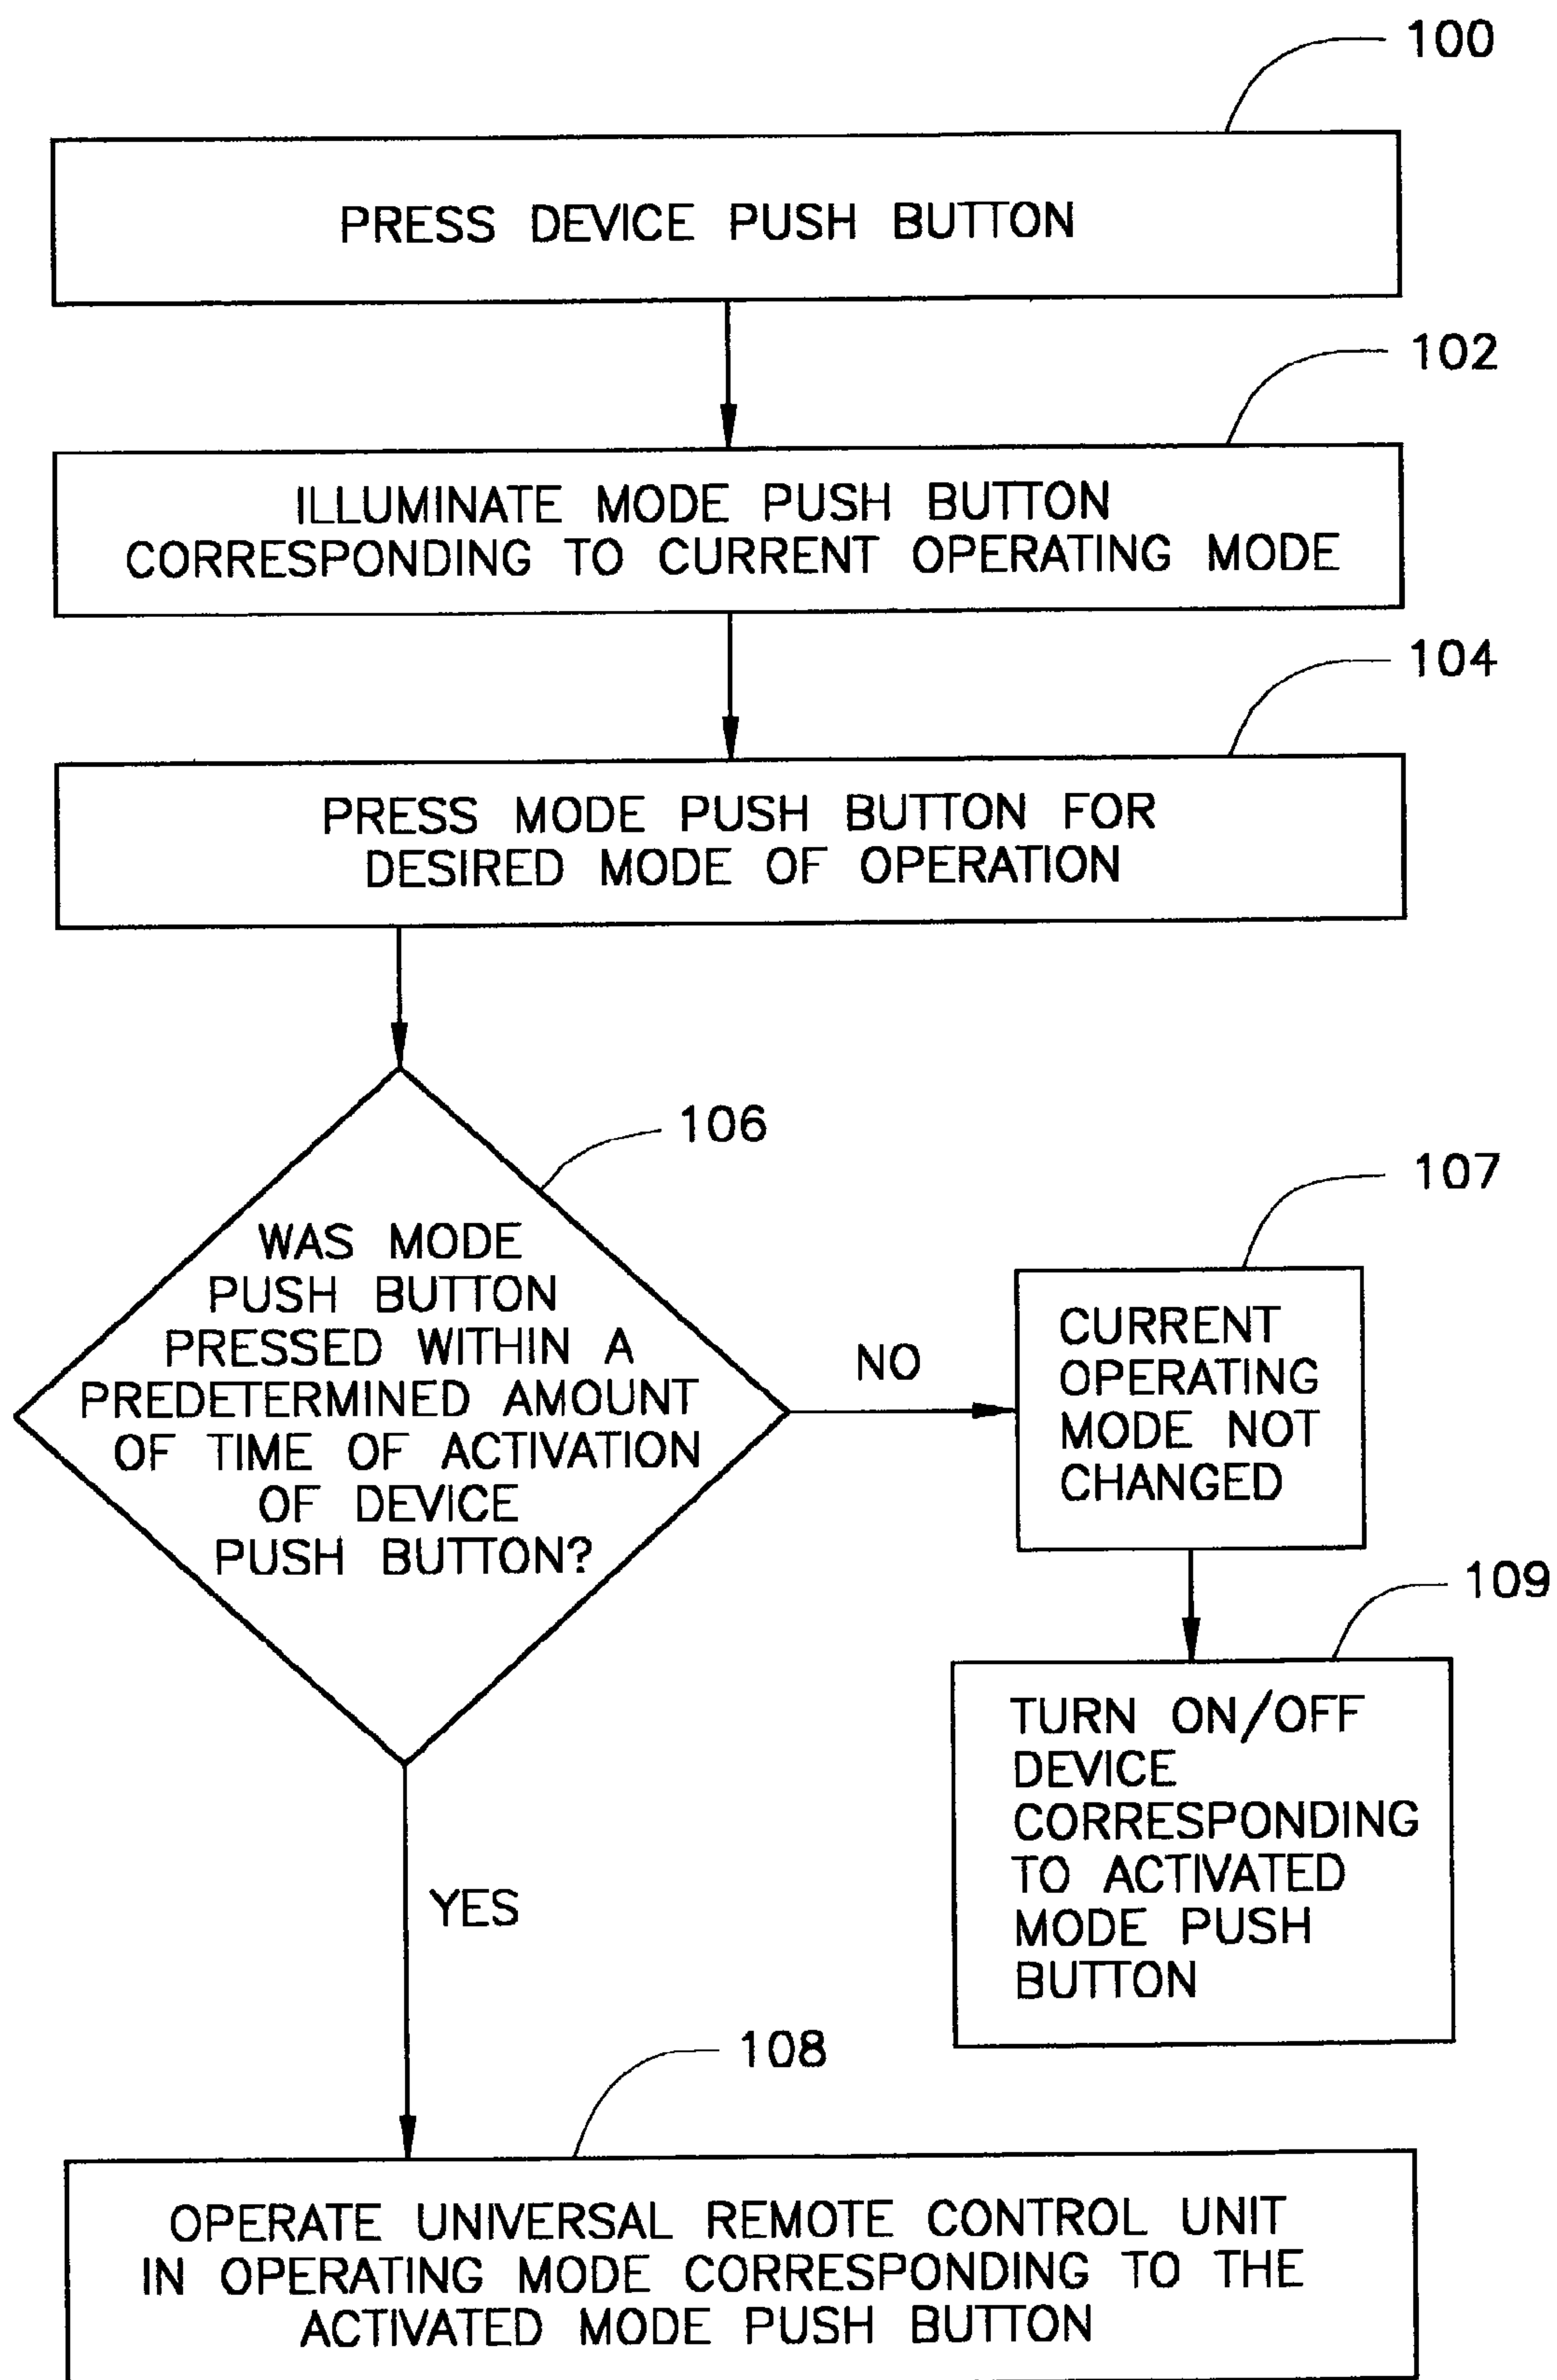 100
PRESS DEVICE PUSH BUTTON
102
ILLUMINATE MODE PUSH BUTTON
CORRESPONDING TO CURRENT OPERATING MODE
104
PRESS MODE PUSH BUTTON FOR
DESIRED MODE OF OPERATION
106
WAS MODE
PUSH BUTTON
PRESSED WITHIN A
PREDETERMINED AMOUNT
OF TIME OF ACTIVATION
OF DEVICE
PUSH BUTTON?
NO
107
CURRENT
OPERATING
MODE NOT
CHANGED
109
TURN ON/OFF
DEVICE
CORRESPONDING
TO ACTIVATED
MODE PUSH
BUTTON
YES
108
OPERATE UNIVERSAL REMOTE CONTROL UNIT
IN OPERATING MODE CORRESPONDING TO THE
ACTIVATED MODE PUSH BUTTON